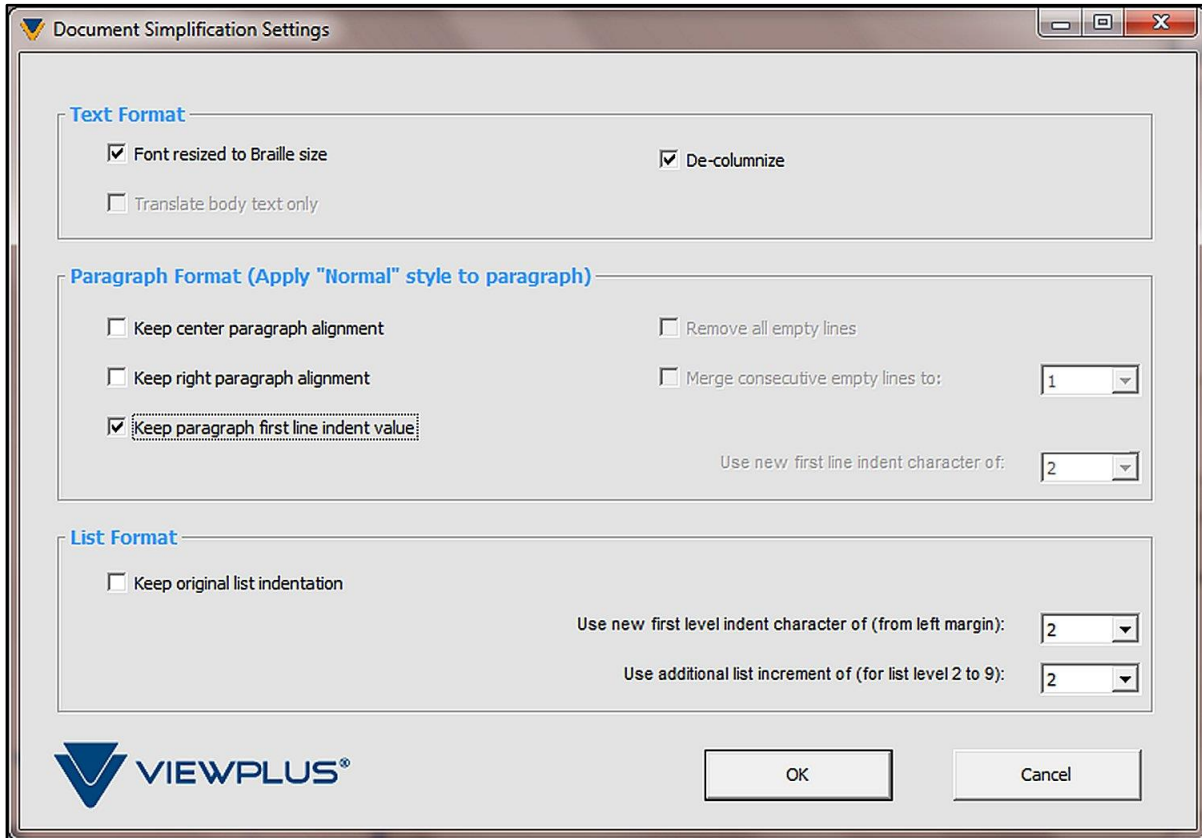 Document Simplification Settings
Text Format
Font resized to Braille size
De-columnize
Translate body text only
Paragraph Format (Apply "Normal" style to paragraph)
Keep center paragraph alignment
Remove all empty lines
Keep right paragraph alignment
Merge consecutive empty lines to: 1
Keep paragraph first line indent value
Use new first line indent character of: 2
List Format
Keep original list indentation
Use new first level indent character of (from left margin): 2
Use additional list increment of (for list level 2 to 9): 2
VIEWPLUS®
OK
Cancel